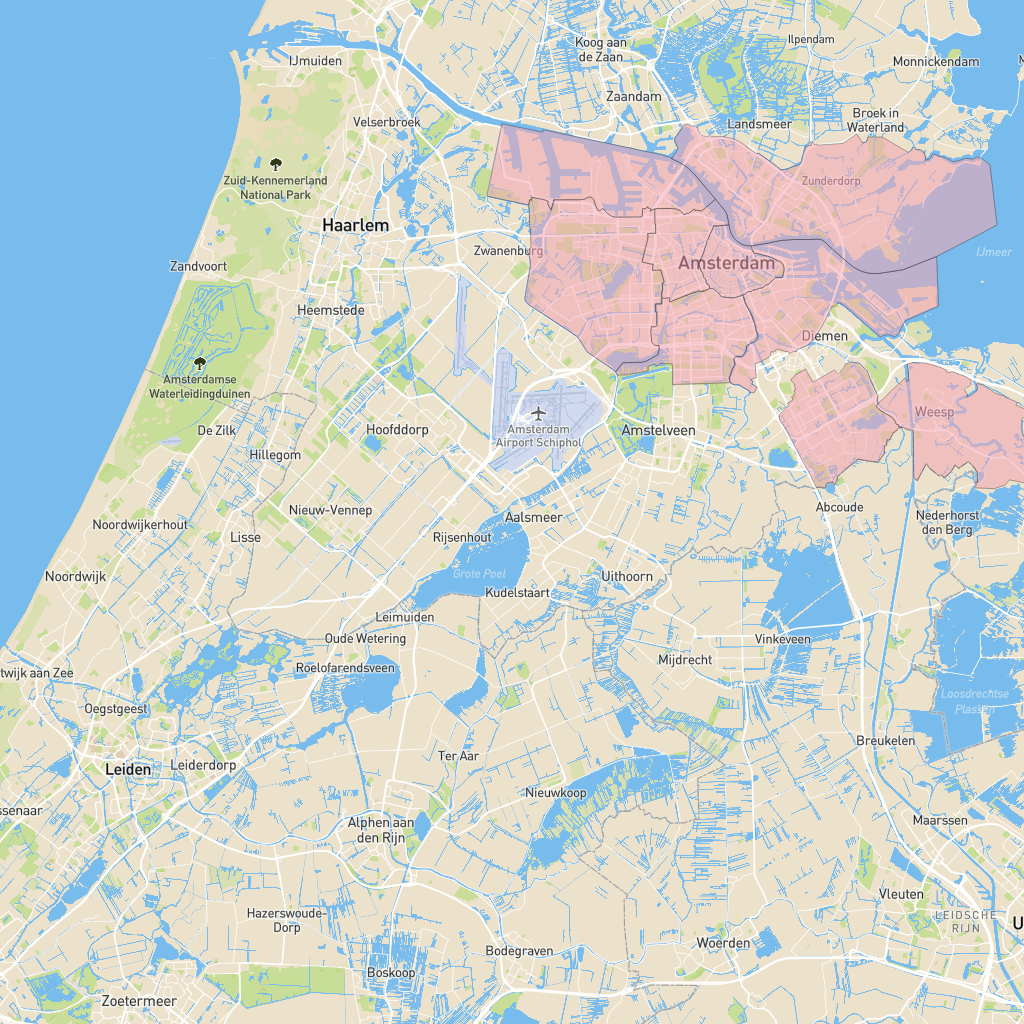 Koog aan
de Zaan
Ilpendam
IJmuiden
Monnickendam
Zaandam
Velserbroek
Landsmeer
Broek in
Waterland
Zuid-Kennemerland
National Park
Zunderdorp
Haarlem
Zwanenburg
IJmeer
Zandvoort
Amsterdam
Heemstede
Diemen
Amsterdamse
Waterleidingduinen
Weesp
De Zilk
Hoofddorp
Amsterdam
Airport Schiphol
Amstelveen
Hillegom
Nieuw-Vennep
Aalsmeer
Abcoude
Nederhorst
den Berg
Noordwijkerhout
Lisse
Rijsenhout
Noordwijk
Grote Poel
Uithoorn
Kudelstaart
Leimuiden
Oude Wetering
Vinkeveen
Mijdrecht
Roelofarendsveen
twijk aan Zee
Loosdrechtse
Plassen
Oegstgeest
Breukelen
Ter Aar
Leiden
Leiderdorp
Nieuwkoop
ssenaar
Alphen aan
den Rijn
Maarssen
Vleuten
Hazerswoude-
Dorp
LEIDSCHE
RIJN
U
Woerden
Bodegraven
Boskoop
Zoetermeer